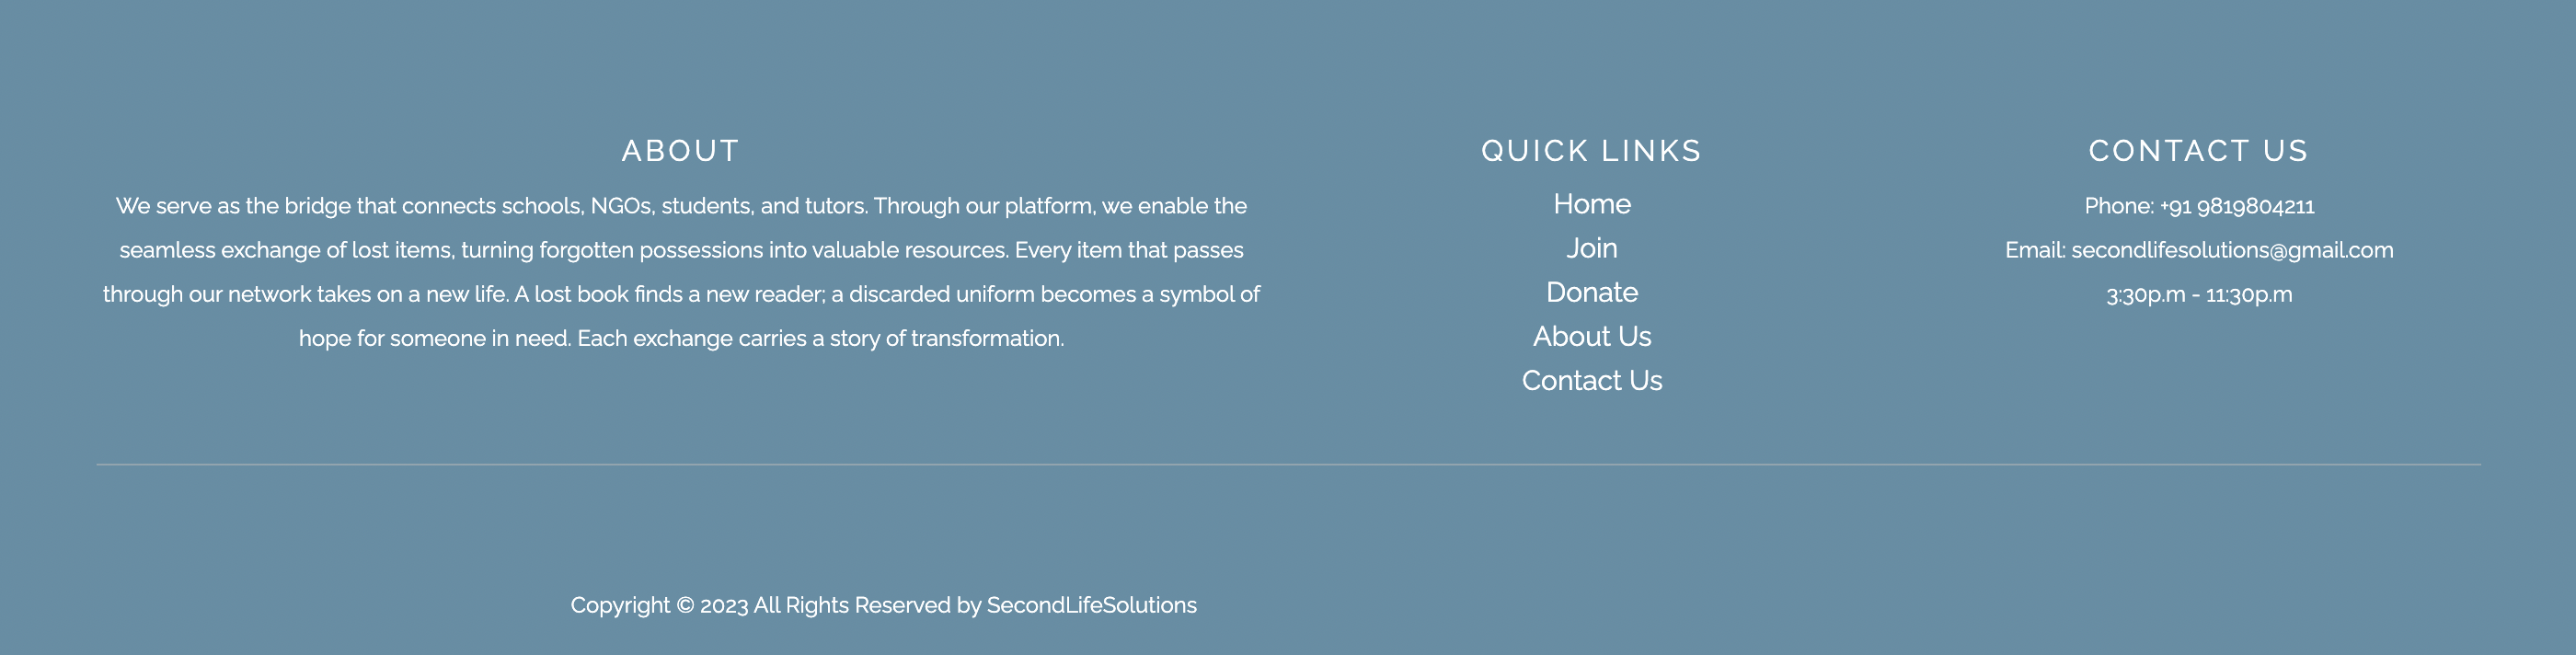 ABOUT
We serve as the bridge that connects schools, NGOs, students, and tutors. Through our platform, we enable the
seamless exchange of lost items, turning forgotten possessions into valuable resources. Every item that passes
through our network takes on a new life. A lost book finds a new reader; a discarded uniform becomes a symbol of
hope for someone in need. Each exchange carries a story of transformation.
QUICK LINKS
Home
Join
Donate
About Us
Contact Us
CONTACT US
Phone: +91 9819804211
Email: secondlifesolutions@gmail.com
3:30p.m - 11:30p.m
Copyright © 2023 All Rights Reserved by SecondLifeSolutions